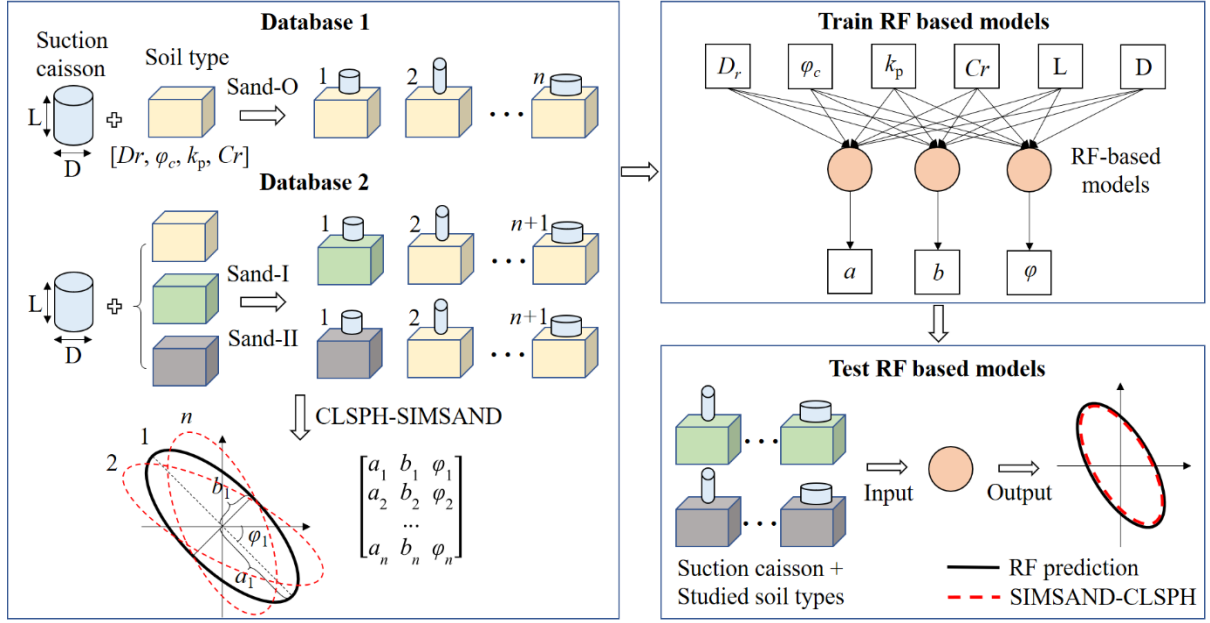 Database 1
Suction
caisson
Soil type
Sand-O
L
D
[Dr, φc, kp, Cr]
1
2
n
Database 2
L
D
Sand-I
Sand-II
1
2
n+1
1
2
n+1
CLSPH-SIMSAND
1
2
n
b1
φ1
a1
a1 b1 φ1
a2 b2 φ2
...
an bn φn
Train RF based models
Dr φc kp Cr L D
RF-based
models
a b φ
Test RF based models
Input
Output
Suction caisson +
Studied soil types
RF prediction
SIMSAND-CLSPH